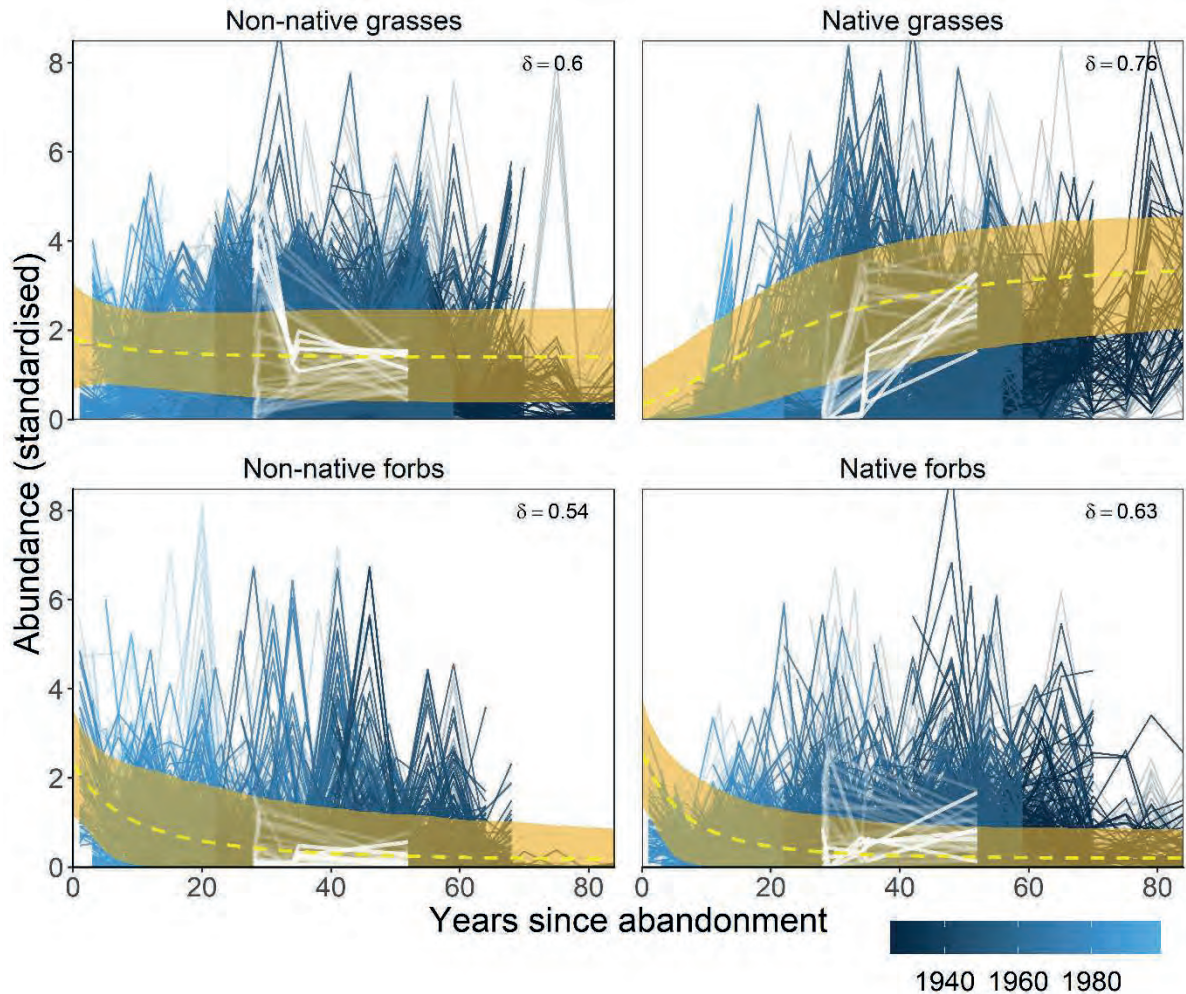 Non-native grasses
Native grasses
δ = 0.6
δ = 0.76
8
6
4
2
0
Non-native forbs
Native forbs
δ = 0.54
δ = 0.63
8
6
4
2
0
Abundance (standardised)
0 20 40 60 80
0 20 40 60 80
Years since abandonment
1940 1960 1980